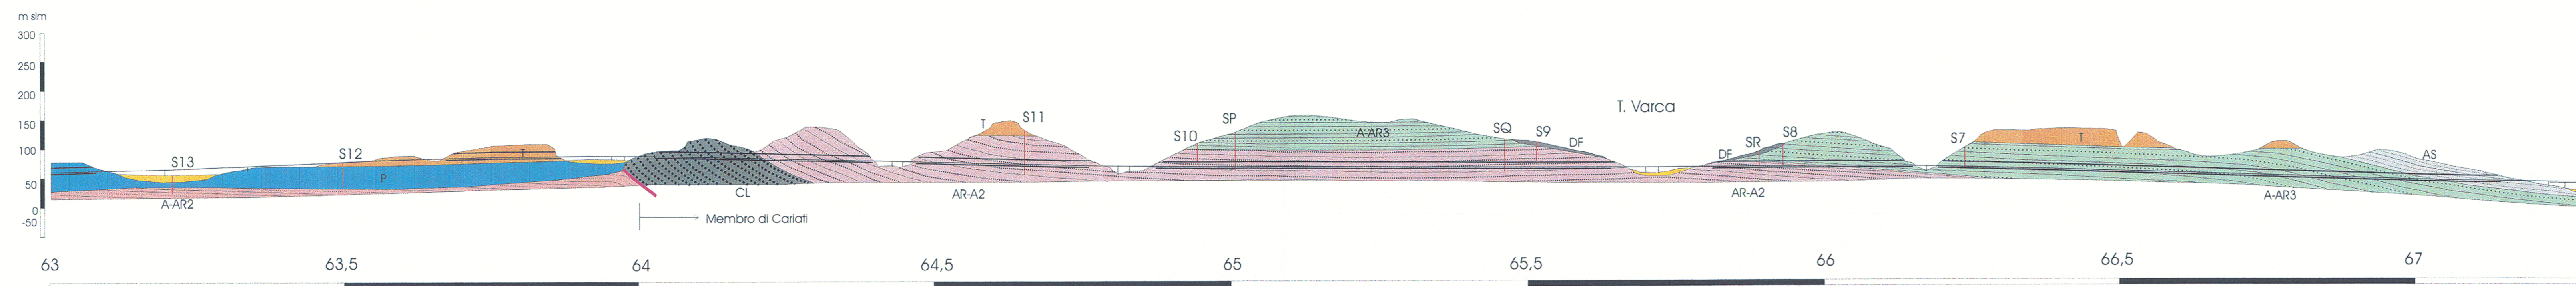 m slm
300
250
200
150
100
50
0
-50
S13
A-AR2
S12
P
T
CL
Membro di Cariati
T
S11
AR-A2
S10
SP
A-AR3
SQ
S9
DF
T. Varca
DF
SR
S8
AR-A2
S7
T
A-AR3
AS
63
63,5
64
64,5
65
65,5
66
66,5
67